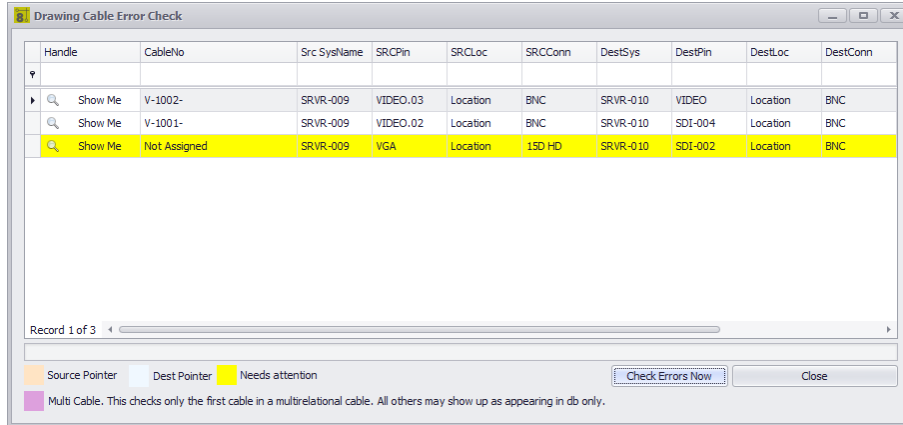 Drawing Cable Error Check
Handle CableNo Src SysName SRCPin SRCLoc SRCConn DestSys DestPin DestLoc DestConn
Show Me V-1002- SRVR-009 VIDEO.03 Location BNC SRVR-010 VIDEO Location BNC
Show Me V-1001- SRVR-009 VIDEO.02 Location BNC SRVR-010 SDI-004 Location BNC
Show Me Not Assigned SRVR-009 VGA Location 15D HD SRVR-010 SDI-002 Location BNC
Record 1 of 3
Source Pointer Dest Pointer Needs attention Check Errors Now Close
Multi Cable. This checks only the first cable in a multirelational cable. All others may show up as appearing in db only.